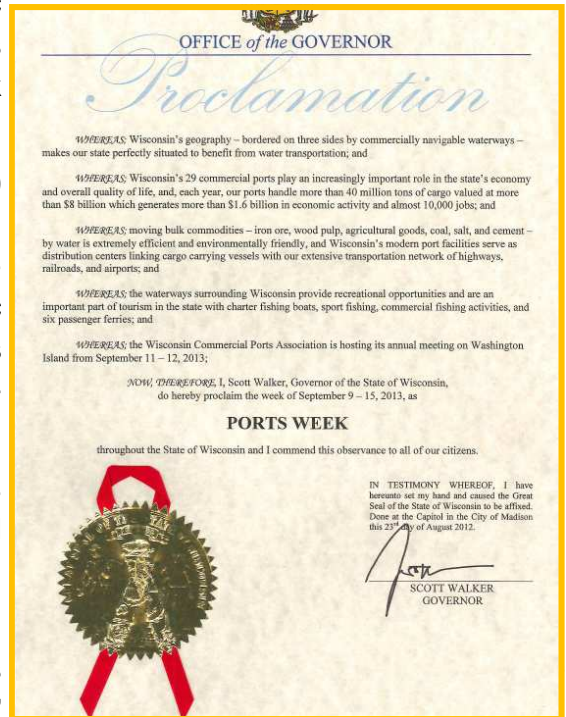 OFFICE of the GOVERNOR
Proclamation
WHEREAS; Wisconsin's geography – bordered on three sides by commercially navigable waterways –
makes our state perfectly situated to benefit from water transportation; and
WHEREAS; Wisconsin's 29 commercial ports play an increasingly important role in the state's economy
and overall quality of life, and, each year, our ports handle more than 40 million tons of cargo valued at more
than $8 billion which generates more than $1.6 billion in economic activity and almost 10,000 jobs; and
WHEREAS; moving bulk commodities – iron ore, wood pulp, agricultural goods, coal, salt, and cement –
by water is extremely efficient and environmentally friendly, and Wisconsin's modern port facilities serve as
distribution centers linking cargo carrying vessels with our extensive transportation network of highways,
railroads, and airports; and
WHEREAS; the waterways surrounding Wisconsin provide recreational opportunities and are an
important part of tourism in the state with charter fishing boats, sport fishing, commercial fishing activities, and
six passenger ferries; and
WHEREAS; the Wisconsin Commercial Ports Association is hosting its annual meeting on Washington
Island from September 11 – 12, 2013;
NOW, THEREFORE, I, Scott Walker, Governor of the State of Wisconsin,
do hereby proclaim the week of September 9 – 15, 2013, as
PORTS WEEK
throughout the State of Wisconsin and I commend this observance to all of our citizens.
IN TESTIMONY WHEREOF, I have
hereunto set my hand and caused the Great
Seal of the State of Wisconsin to be affixed.
Done at the Capitol in the City of Madison
this 23rd day of August 2012.
SCOTT WALKER
GOVERNOR